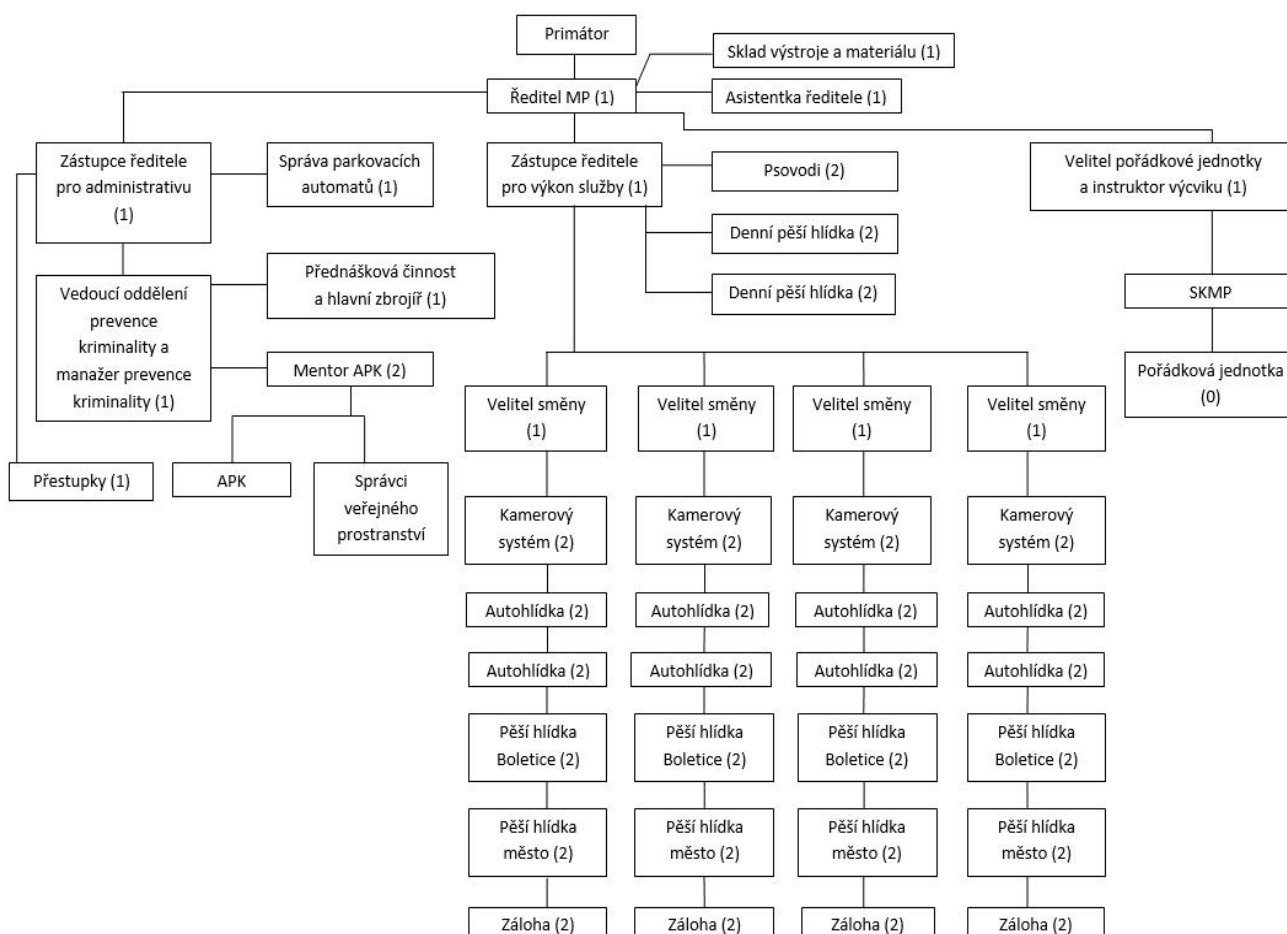 Primátor
Sklad výstroje a materiálu (1)
Ředitel MP (1)
Asistentka ředitele (1)
Zástupce ředitele
pro administrativu
(1)
Správa parkovacích
automatů (1)
Zástupce ředitele
pro výkon služby (1)
Psovodi (2)
Velitel pořádkové jednotky
a instruktor výcviku (1)
Denní pěší hlídka (2)
Denní pěší hlídka (2)
Vedoucí oddělení
prevence
kriminality a
manažer prevence
kriminality (1)
Přednášková činnost
a hlavní zbrojíř (1)
Mentor APK (2)
SKMP
Pořádková jednotka
(0)
Přestupky (1)
APK
Správci
veřejného
prostranství
Velitel směny
(1)
Velitel směny
(1)
Velitel směny
(1)
Velitel směny
(1)
Kamerový
systém (2)
Kamerový
systém (2)
Kamerový
systém (2)
Kamerový
systém (2)
Autohlídka (2)
Autohlídka (2)
Autohlídka (2)
Autohlídka (2)
Autohlídka (2)
Autohlídka (2)
Autohlídka (2)
Autohlídka (2)
Pěší hlídka
Boletice (2)
Pěší hlídka
Boletice (2)
Pěší hlídka
Boletice (2)
Pěší hlídka
Boletice (2)
Pěší hlídka
město (2)
Pěší hlídka
město (2)
Pěší hlídka
město (2)
Pěší hlídka
město (2)
Záloha (2)
Záloha (2)
Záloha (2)
Záloha (2)